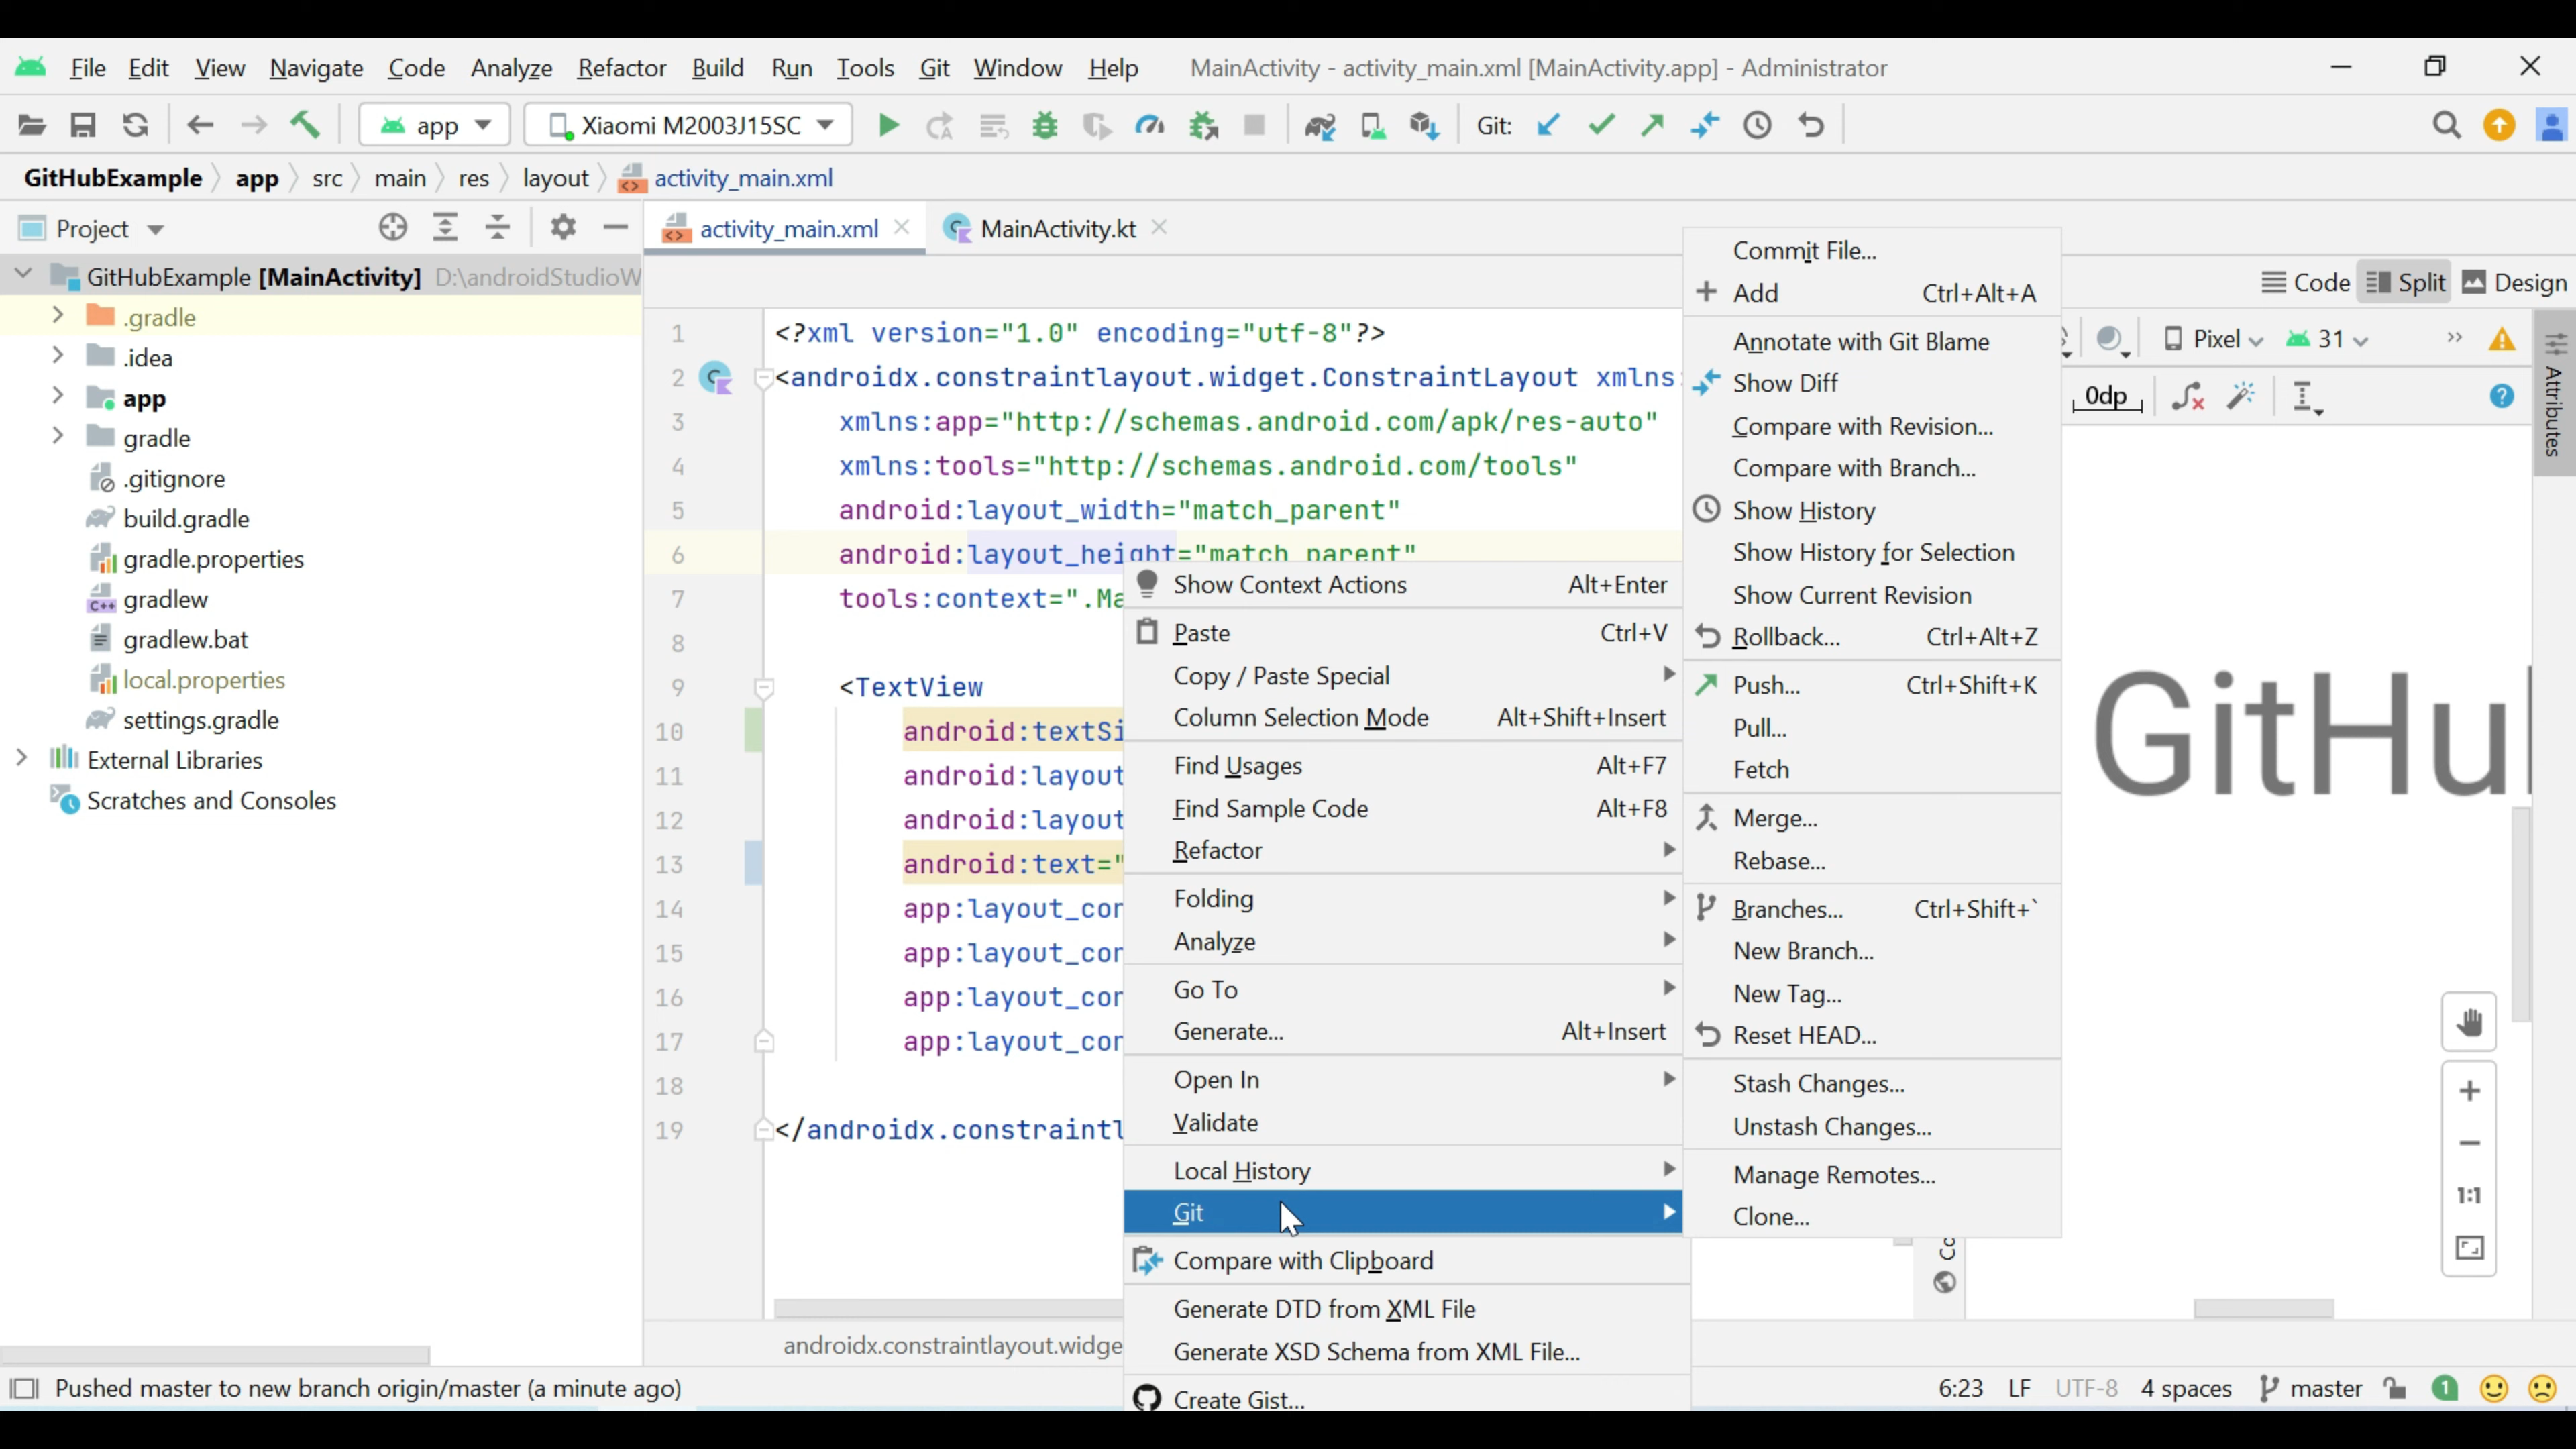 File Edit View Navigate Code Analyze Refactor Build Run Tools Git Window Help MainActivity - activity_main.xml [MainActivity.app] - Administrator
app Xiaomi M2003J15SC Git:
GitHubExample app src main res layout activity_main.xml
Project
activity_main.xml MainActivity.kt
GitHubExample [MainActivity] D:\androidStudioW
.gradle
.idea
app
gradle
.gitignore
build.gradle
gradle.properties
C++ gradlew
gradlew.bat
local.properties
settings.gradle
External Libraries
Scratches and Consoles
1 <?xml version="1.0" encoding="utf-8"?>
2 <androidx.constraintlayout.widget.ConstraintLayout xmlns:
3 xmlns:app="http://schemas.android.com/apk/res-auto"
4 xmlns:tools="http://schemas.android.com/tools"
5 android:layout_width="match_parent"
6 android:layout_height="match_parent"
7 tools:context=".Ma
8
9 <TextView
10 android:textSi
11 android:layout
12 android:layout
13 android:text="
14 app:layout_con
15 app:layout_con
16 app:layout_con
17 app:layout_con
18
19 </androidx.constraintl
androidx.constraintlayout.widge
Show Context Actions Alt+Enter
Paste Ctrl+V
Copy / Paste Special
Column Selection Mode Alt+Shift+Insert
Find Usages Alt+F7
Find Sample Code Alt+F8
Refactor
Folding
Analyze
Go To
Generate... Alt+Insert
Open In
Validate
Local History
Git
Compare with Clipboard
Generate DTD from XML File
Generate XSD Schema from XML File...
Create Gist...
Commit File...
Add Ctrl+Alt+A
Annotate with Git Blame
Show Diff
Compare with Revision...
Compare with Branch...
Show History
Show History for Selection
Show Current Revision
Rollback... Ctrl+Alt+Z
Push... Ctrl+Shift+K
Pull...
Fetch
Merge...
Rebase...
Branches... Ctrl+Shift+`
New Branch...
New Tag...
Reset HEAD...
Stash Changes...
Unstash Changes...
Manage Remotes...
Clone...
Code Split Design
Pixel 31
0dp
Attributes
GitHu
1:1
Pushed master to new branch origin/master (a minute ago) 6:23 LF UTF-8 4 spaces master 1